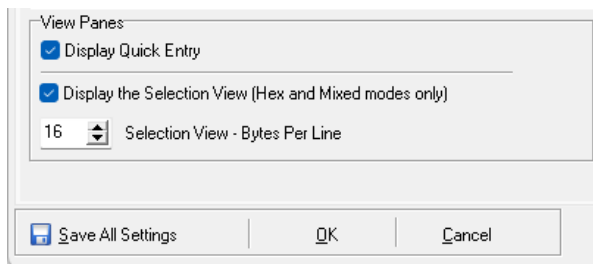 View Panes
Display Quick Entry
Display the Selection View (Hex and Mixed modes only)
16 Selection View - Bytes Per Line
Save All Settings OK Cancel